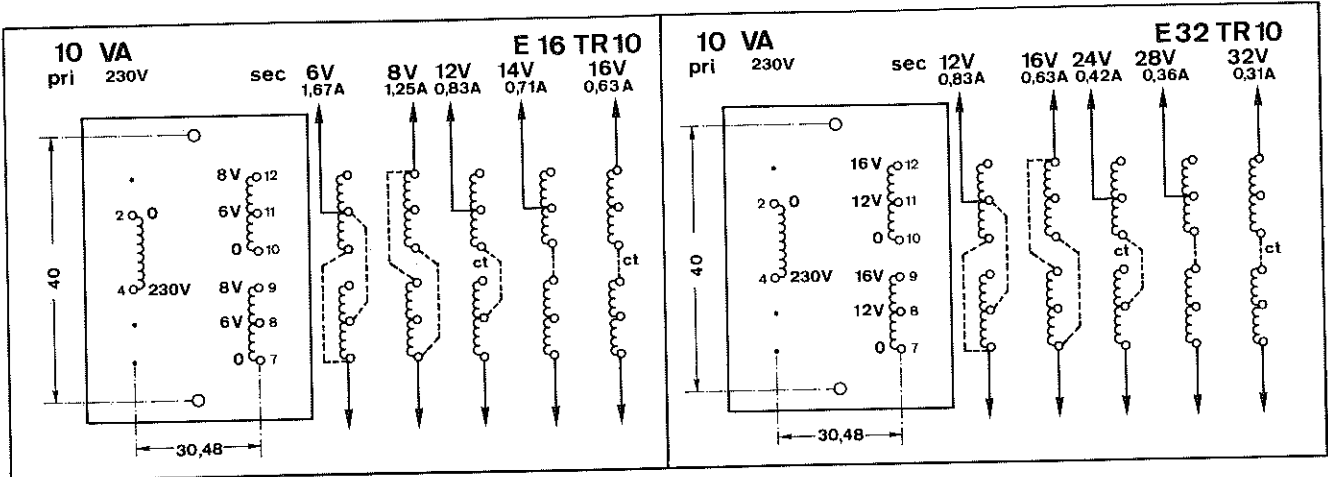 10 VA E 16 TR 10
pri 230V sec 6V 8V 12V 14V 16V
1,67A 1,25A 0,83A 0,71A 0,63A
8V 12
2 0 6V 11
0 10
ct ct
40
4 230V 8V 9
6V 8
0 7
30,48
10 VA E 32 TR 10
pri 230V sec 12V 16V 24V 28V 32V
0,83A 0,63A 0,42A 0,36A 0,31A
16V 12
2 0 12V 11
0 10
ct ct
40
4 230V 16V 9
12V 8
0 7
30,48